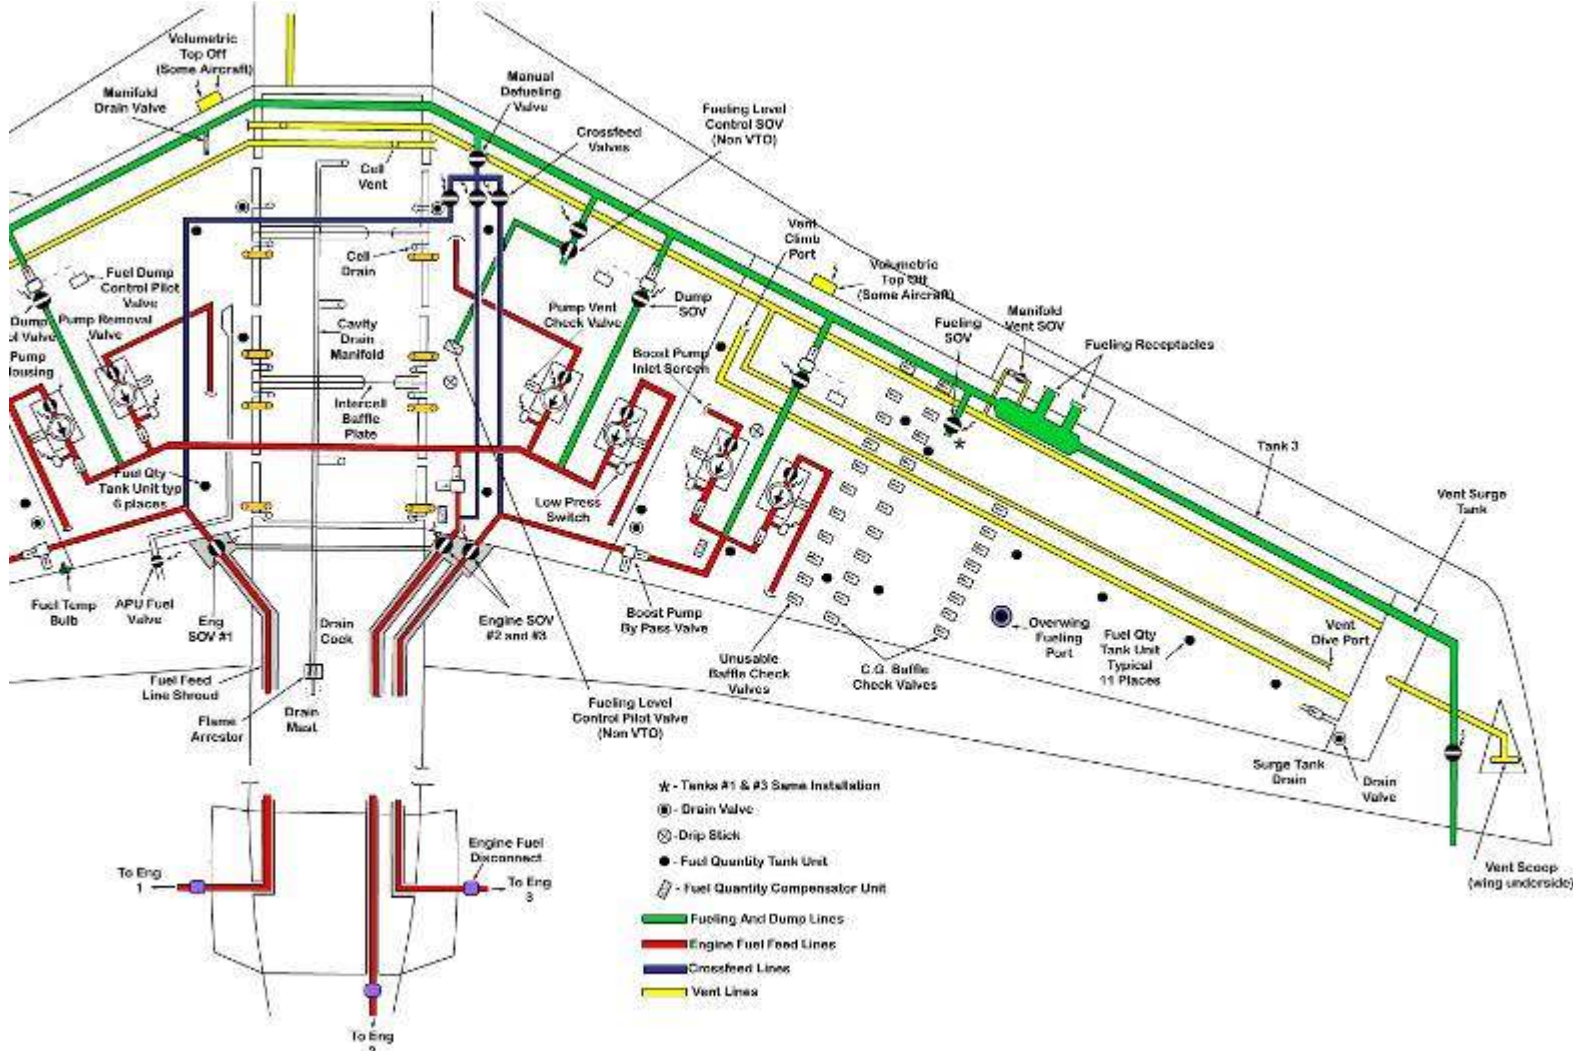 Volumetric
Top Off
(Some Aircraft)
Manifold
Drain Valve
Manual
Defueling
Valve
Fueling Level
Control SOV
(Non VTO)
Crossfeed
Valves
Cell
Vent
Vent
Climb
Port
Cell
Drain
Volumetric
Top Off
(Some Aircraft)
Fuel Dump
Control Pilot
Valve
Dump
ol Valve
Pump Removal
Valve
Pump
lousing
Cavity
Drain
Manifold
Pump Vent
Check Valve
Dump
SOV
Boost Pump
Inlet Screen
Fueling
SOV
Manifold
Vent SOV
Fueling Receptacles
Intercell
Baffle
Plate
Tank 3
Fuel Qty
Tank Unit typ
6 places
Low Press
Switch
Vent Surge
Tank
Fuel Temp
Bulb
APU Fuel
Valve
Eng
SOV #1
Drain
Cock
Engine SOV
#2 and #3
Boost Pump
By Pass Valve
Overwing
Fueling
Port
Fuel Qty
Tank Unit
Typical
11 Places
Vent
Dive Port
Unusable
Baffle Check
Valves
C.G. Baffle
Check Valves
Fuel Feed
Line Shroud
Flame
Arrestor
Drain
Mast
Fueling Level
Control Pilot Valve
(Non VTO)
Surge Tank
Drain
Drain
Valve
Vent Scoop
(wing underside)
* - Tanks #1 & #3 Same Installation
- Drain Valve
- Drip Stick
- Fuel Quantity Tank Unit
- Fuel Quantity Compensator Unit
Fueling And Dump Lines
Engine Fuel Feed Lines
Crossfeed Lines
Vent Lines
Engine Fuel
Disconnect
To Eng
1
To Eng
3
To Eng